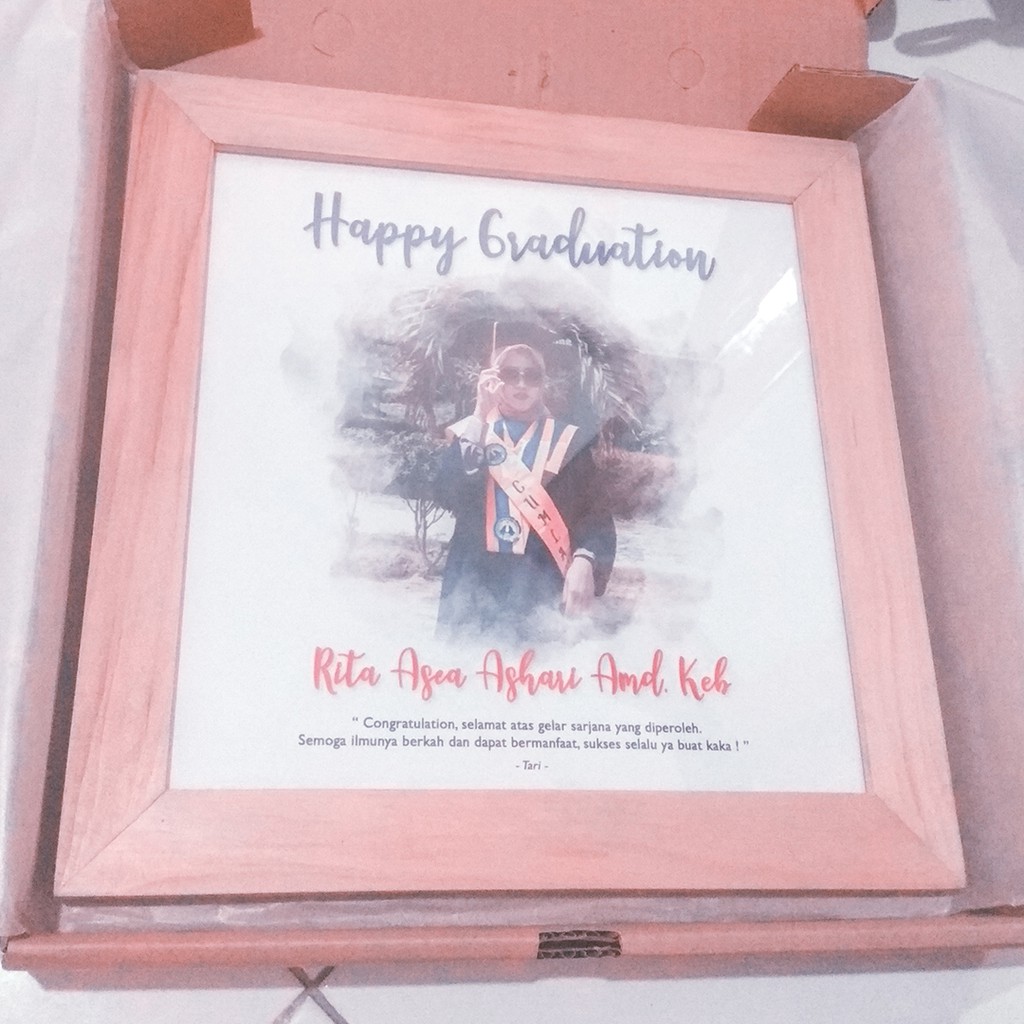 Happy Graduation
Rita Asea Ashari Amd. Keb
" Congratulation, selamat atas gelar sarjana yang diperoleh.
Semoga ilmunya berkah dan dapat bermanfaat, sukses selalu ya buat kaka ! "
- Tari -